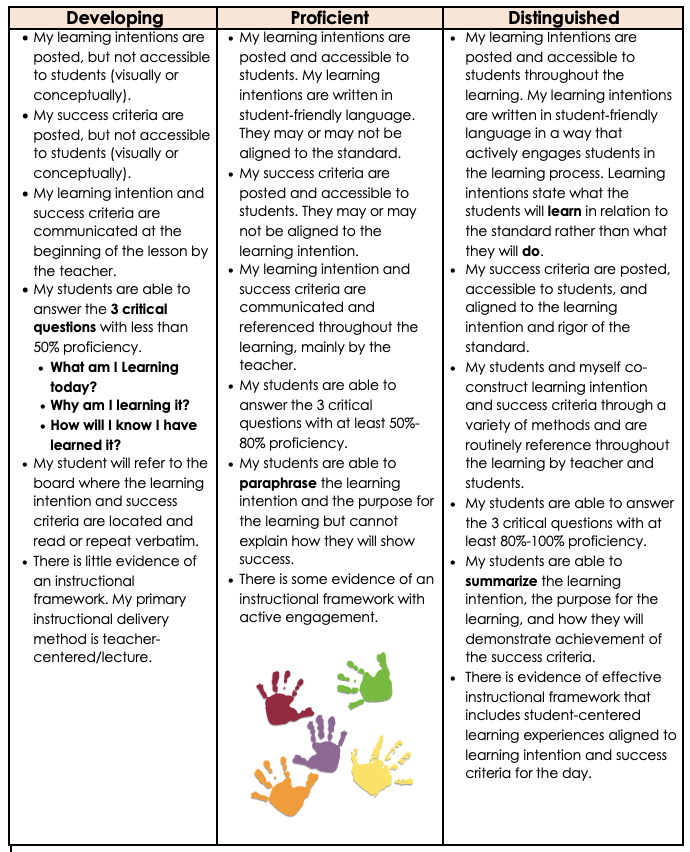 Developing
My learning intentions are
posted, but not accessible
to students (visually or
conceptually).
My success criteria are
posted, but not accessible
to students (visually or
conceptually).
My learning intention and
success criteria are
communicated at the
beginning of the lesson by
the teacher.
My students are able to
answer the 3 critical
questions with less than
50% proficiency.
What am I Learning
today?
Why am I learning it?
How will I know I have
learned it?
My student will refer to the
board where the learning
intention and success
criteria are located and
read or repeat verbatim.
There is little evidence of
an instructional
framework. My primary
instructional delivery
method is teacher-
centered/lecture.
Proficient
My learning intentions are
posted and accessible to
students. My learning
intentions are written in
student-friendly language.
They may or may not be
aligned to the standard.
My success criteria are
posted and accessible to
students. They may or may
not be aligned to the
learning intention.
My learning intention and
success criteria are
communicated and
referenced throughout the
learning, mainly by the
teacher.
My students are able to
answer the 3 critical
questions with at least 50%-
80% proficiency.
My students are able to
paraphrase the learning
intention and the purpose for
the learning but cannot
explain how they will show
success.
There is some evidence of an
instructional framework with
active engagement.
Distinguished
My learning Intentions are
posted and accessible to
students throughout the
learning. My learning intentions
are written in student-friendly
language in a way that
actively engages students in
the learning process. Learning
intentions state what the
students will learn in relation to
the standard rather than what
they will do.
My success criteria are posted,
accessible to students, and
aligned to the learning
intention and rigor of the
standard.
My students and myself co-
construct learning intention
and success criteria through a
variety of methods and are
routinely reference throughout
the learning by teacher and
students.
My students are able to answer
the 3 critical questions with at
least 80%-100% proficiency.
My students are able to
summarize the learning
intention, the purpose for the
learning, and how they will
demonstrate achievement of
the success criteria.
There is evidence of effective
instructional framework that
includes student-centered
learning experiences aligned to
learning intention and success
criteria for the day.